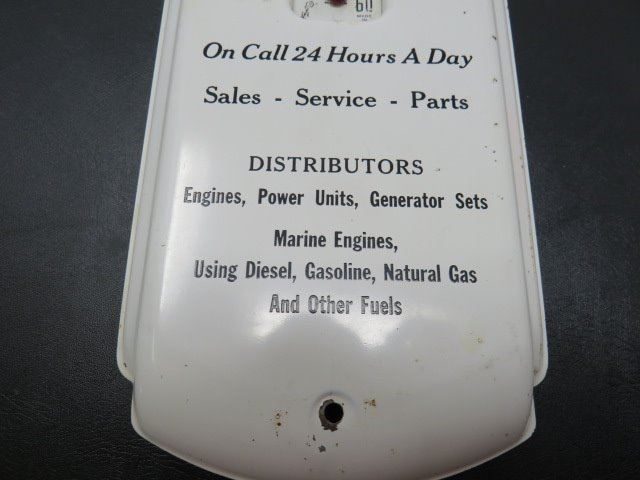 60
MADE
On Call 24 Hours A Day
Sales - Service - Parts
DISTRIBUTORS
Engines, Power Units, Generator Sets
Marine Engines,
Using Diesel, Gasoline, Natural Gas
And Other Fuels